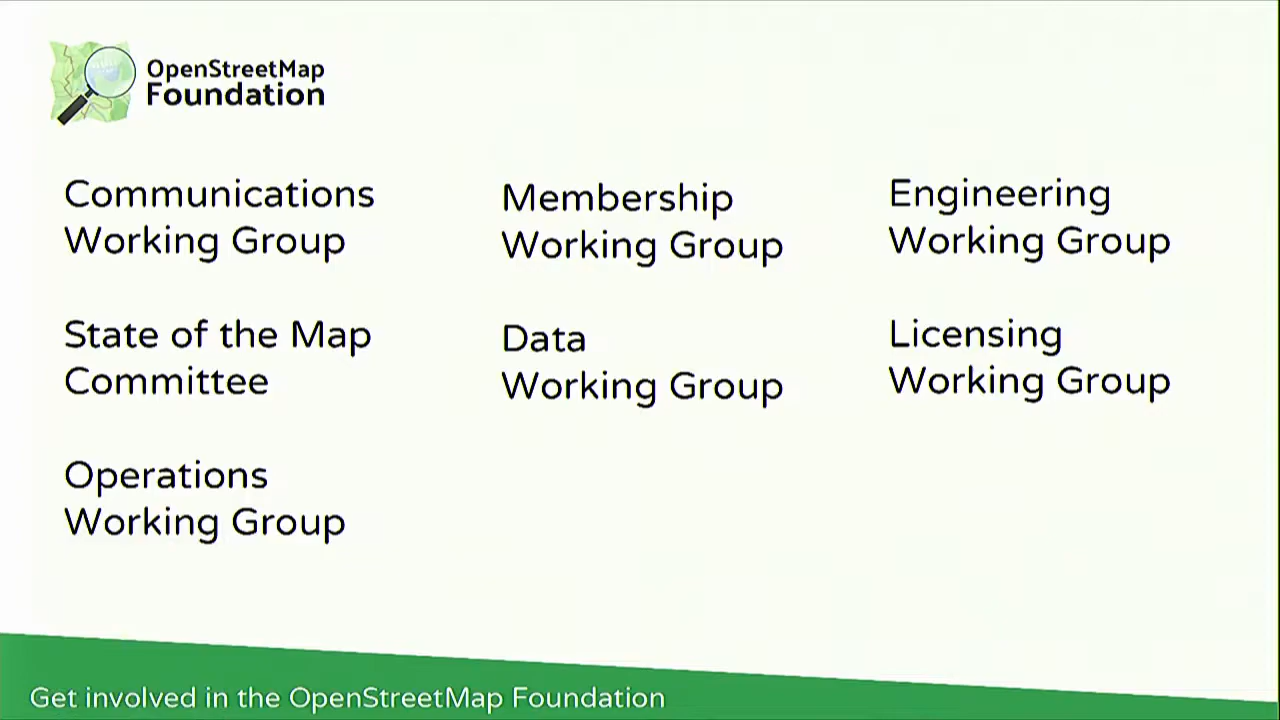 OpenStreetMap
Foundation
Communications
Working Group
Membership
Working Group
Engineering
Working Group
State of the Map
Committee
Data
Working Group
Licensing
Working Group
Operations
Working Group
Get involved in the OpenStreetMap Foundation